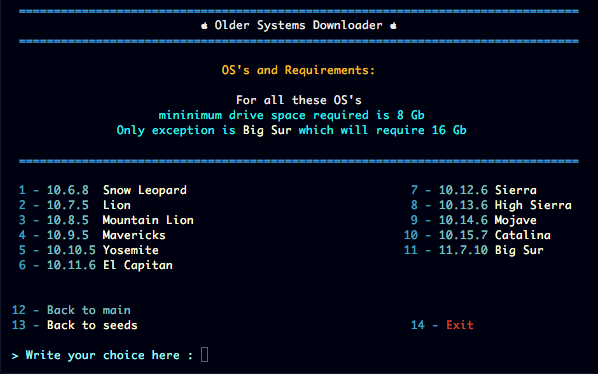 ================================================================================
 Older Systems Downloader 
================================================================================
OS's and Requirements:
For all these OS's
mininimum drive space required is 8 Gb
Only exception is Big Sur which will require 16 Gb
================================================================================
1 - 10.6.8 Snow Leopard 7 - 10.12.6 Sierra
2 - 10.7.5 Lion 8 - 10.13.6 High Sierra
3 - 10.8.5 Mountain Lion 9 - 10.14.6 Mojave
4 - 10.9.5 Mavericks 10 - 10.15.7 Catalina
5 - 10.10.5 Yosemite 11 - 11.7.10 Big Sur
6 - 10.11.6 El Capitan
12 - Back to main
13 - Back to seeds 14 - Exit
> Write your choice here :